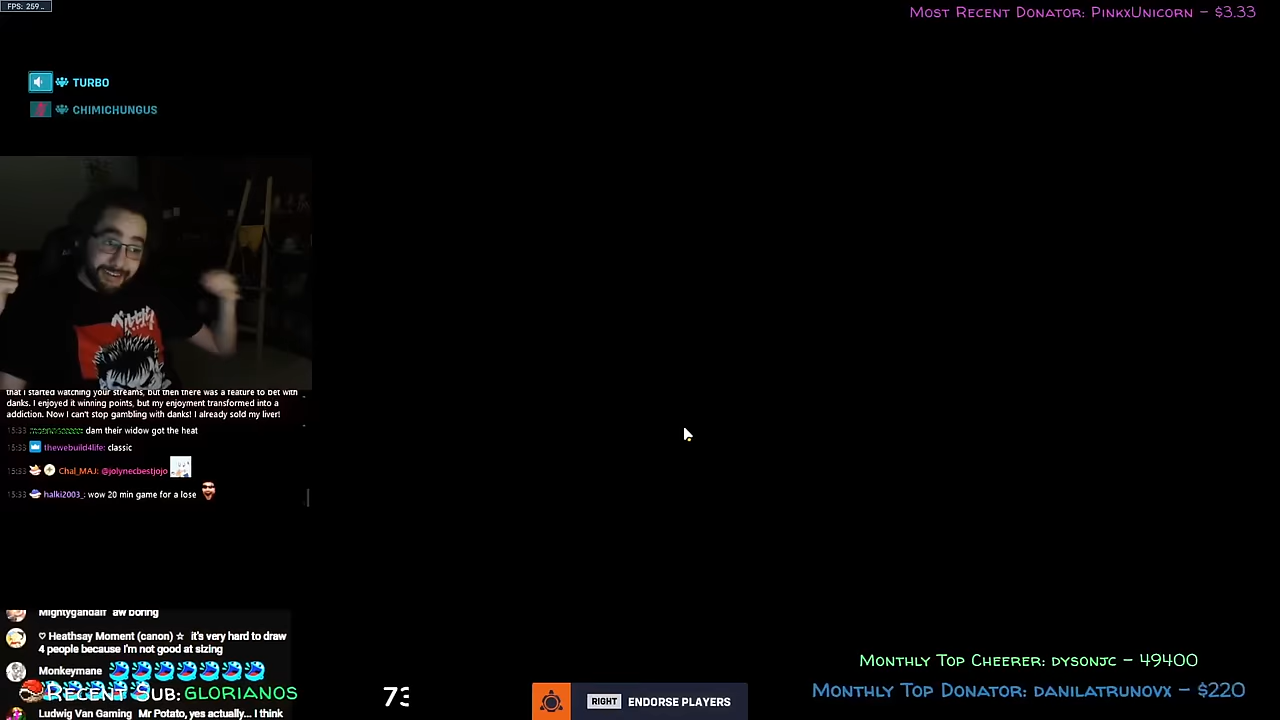 FPS: 259 ..
Most Recent Donator: PinkxUnicorn - $3.33
TURBO
CHIMICHUNGUS
that I started watching your streams, but then there was a feature to bet with
danks. I enjoyed it winning points, but my enjoyment transformed into a
addiction. Now I can't stop gambling with danks! I already sold my liver!
15:33 dam their widow got the heat
15:33 thewebuild4life: classic
15:33 Chal_MAJ: @jolynecbestjojo
15:33 halki2003_: wow 20 min game for a lose
Mightygandalf aw boring
♡ Heathsay Moment (canon) ☆ it's very hard to draw
4 people because I'm not good at sizing
Monkeymane
Recent Sub: GLORIANOS
Ludwig Van Gaming Mr Potato, yes actually... I think
73
RIGHT ENDORSE PLAYERS
Monthly Top Cheerer: dysonjc - 49400
Monthly Top Donator: danilatrunovx - $220